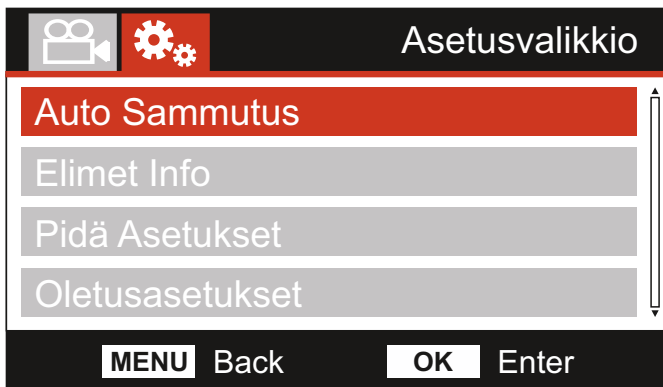 Asetusvalikkio
Auto Sammutus
Elimet Info
Pidä Asetukset
Oletusasetukset
MENU Back OK Enter